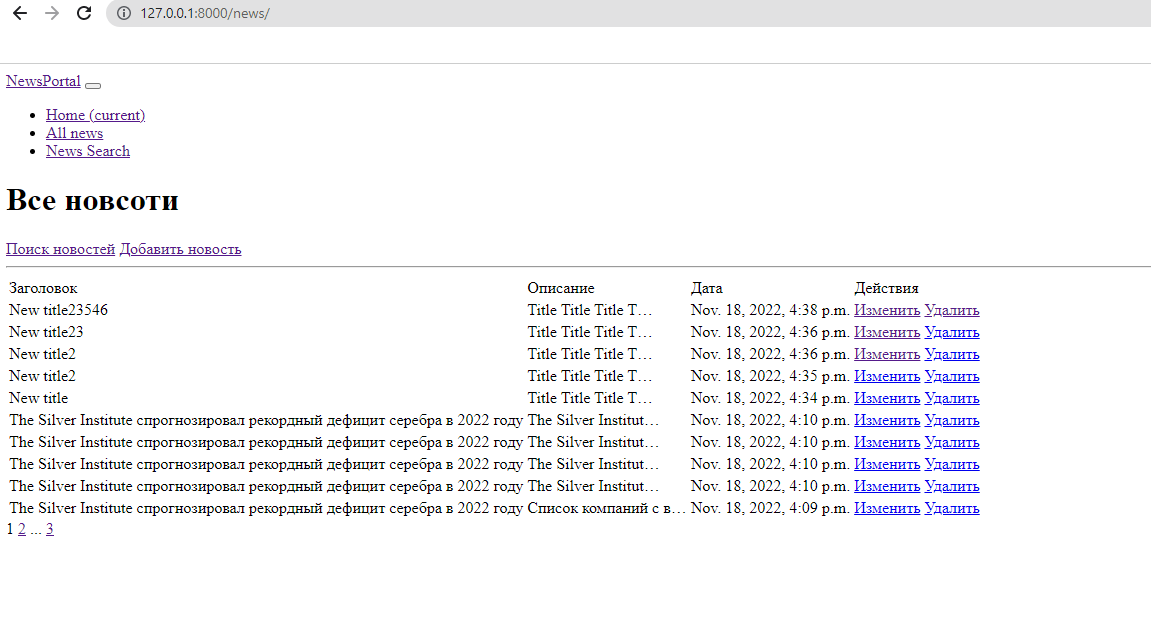 127.0.0.1:8000/news/
NewsPortal
Home (current)
All news
News Search
Все новсоти
Поиск новостей Добавить новость
Заголовок Описание Дата Действия
New title23546 Title Title Title T… Nov. 18, 2022, 4:38 p.m. Изменить Удалить
New title23 Title Title Title T… Nov. 18, 2022, 4:36 p.m. Изменить Удалить
New title2 Title Title Title T… Nov. 18, 2022, 4:36 p.m. Изменить Удалить
New title2 Title Title Title T… Nov. 18, 2022, 4:35 p.m. Изменить Удалить
New title Title Title Title T… Nov. 18, 2022, 4:34 p.m. Изменить Удалить
The Silver Institute спрогнозировал рекордный дефицит серебра в 2022 году The Silver Institut… Nov. 18, 2022, 4:10 p.m. Изменить Удалить
The Silver Institute спрогнозировал рекордный дефицит серебра в 2022 году The Silver Institut… Nov. 18, 2022, 4:10 p.m. Изменить Удалить
The Silver Institute спрогнозировал рекордный дефицит серебра в 2022 году The Silver Institut… Nov. 18, 2022, 4:10 p.m. Изменить Удалить
The Silver Institute спрогнозировал рекордный дефицит серебра в 2022 году The Silver Institut… Nov. 18, 2022, 4:10 p.m. Изменить Удалить
The Silver Institute спрогнозировал рекордный дефицит серебра в 2022 году Список компаний с в… Nov. 18, 2022, 4:09 p.m. Изменить Удалить
1 2 ... 3